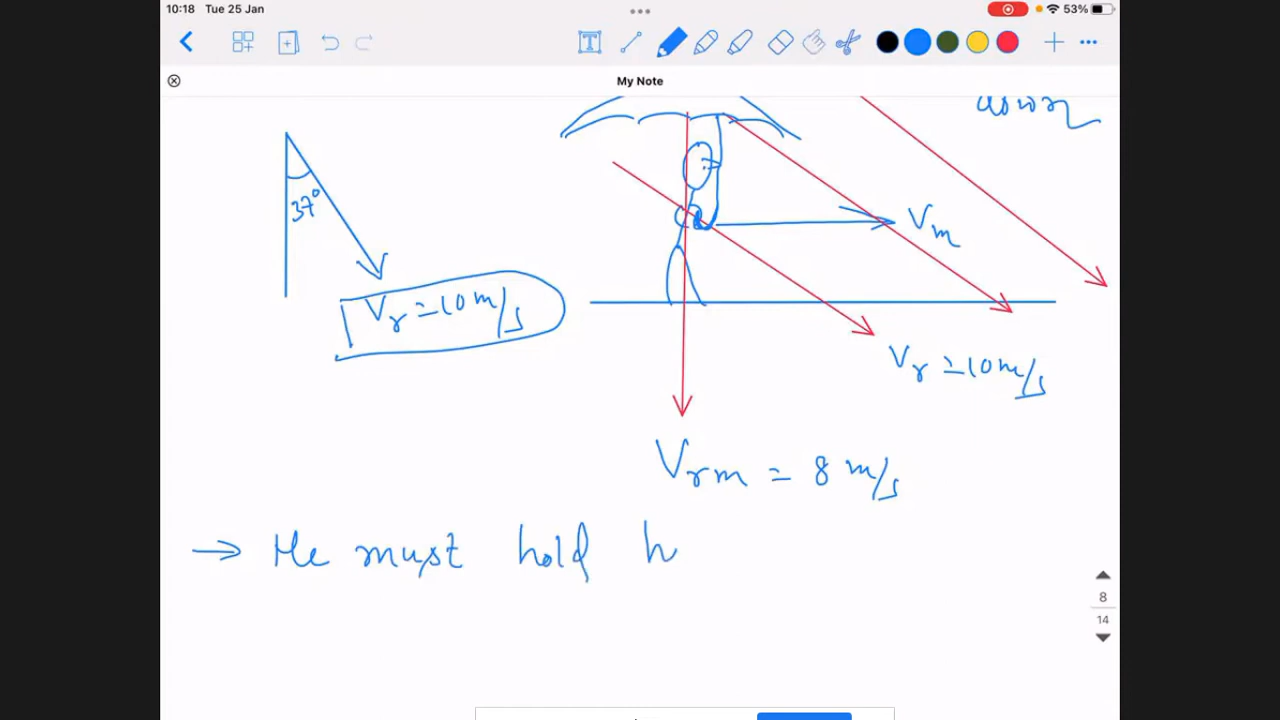 10:18 Tue 25 Jan
53%
My Note
down
37°
Vr = 10 m/s
Vm
Vr = 10 m/s
Vrm = 8 m/s
→ He must hold h
8
14